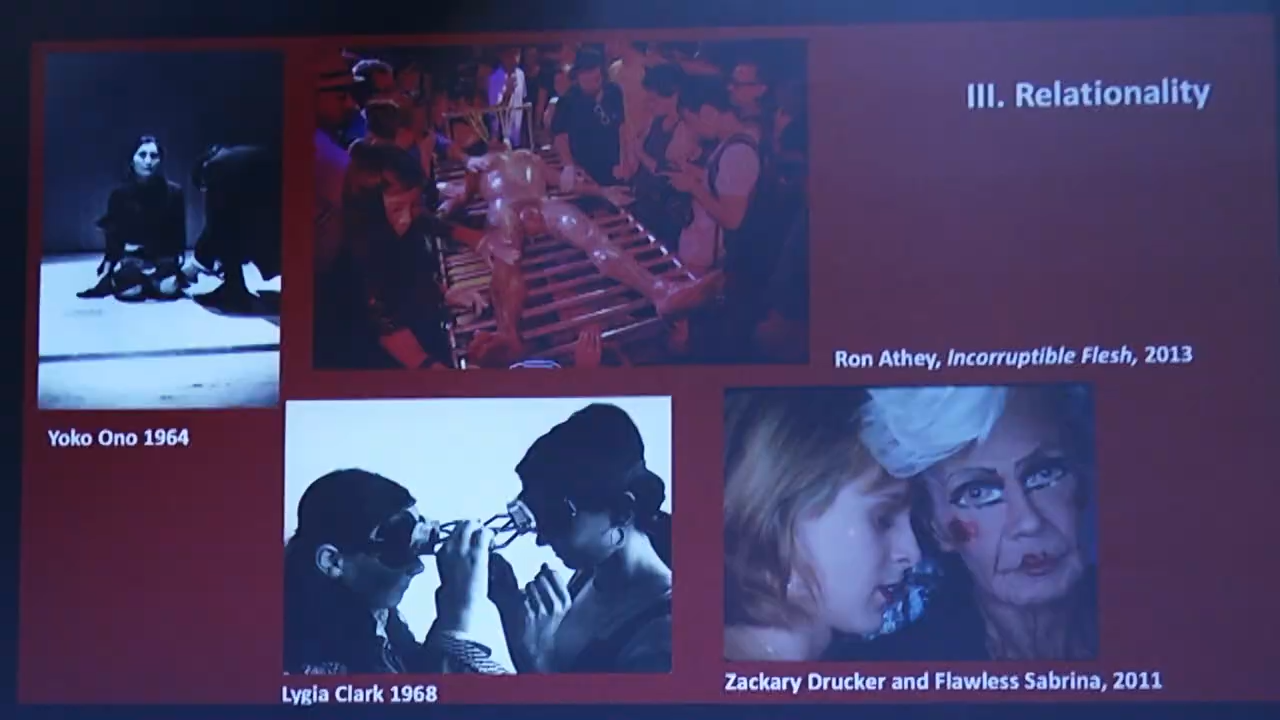 III. Relationality
Ron Athey, Incorruptible Flesh, 2013
Yoko Ono 1964
Lygia Clark 1968
Zackary Drucker and Flawless Sabrina, 2011